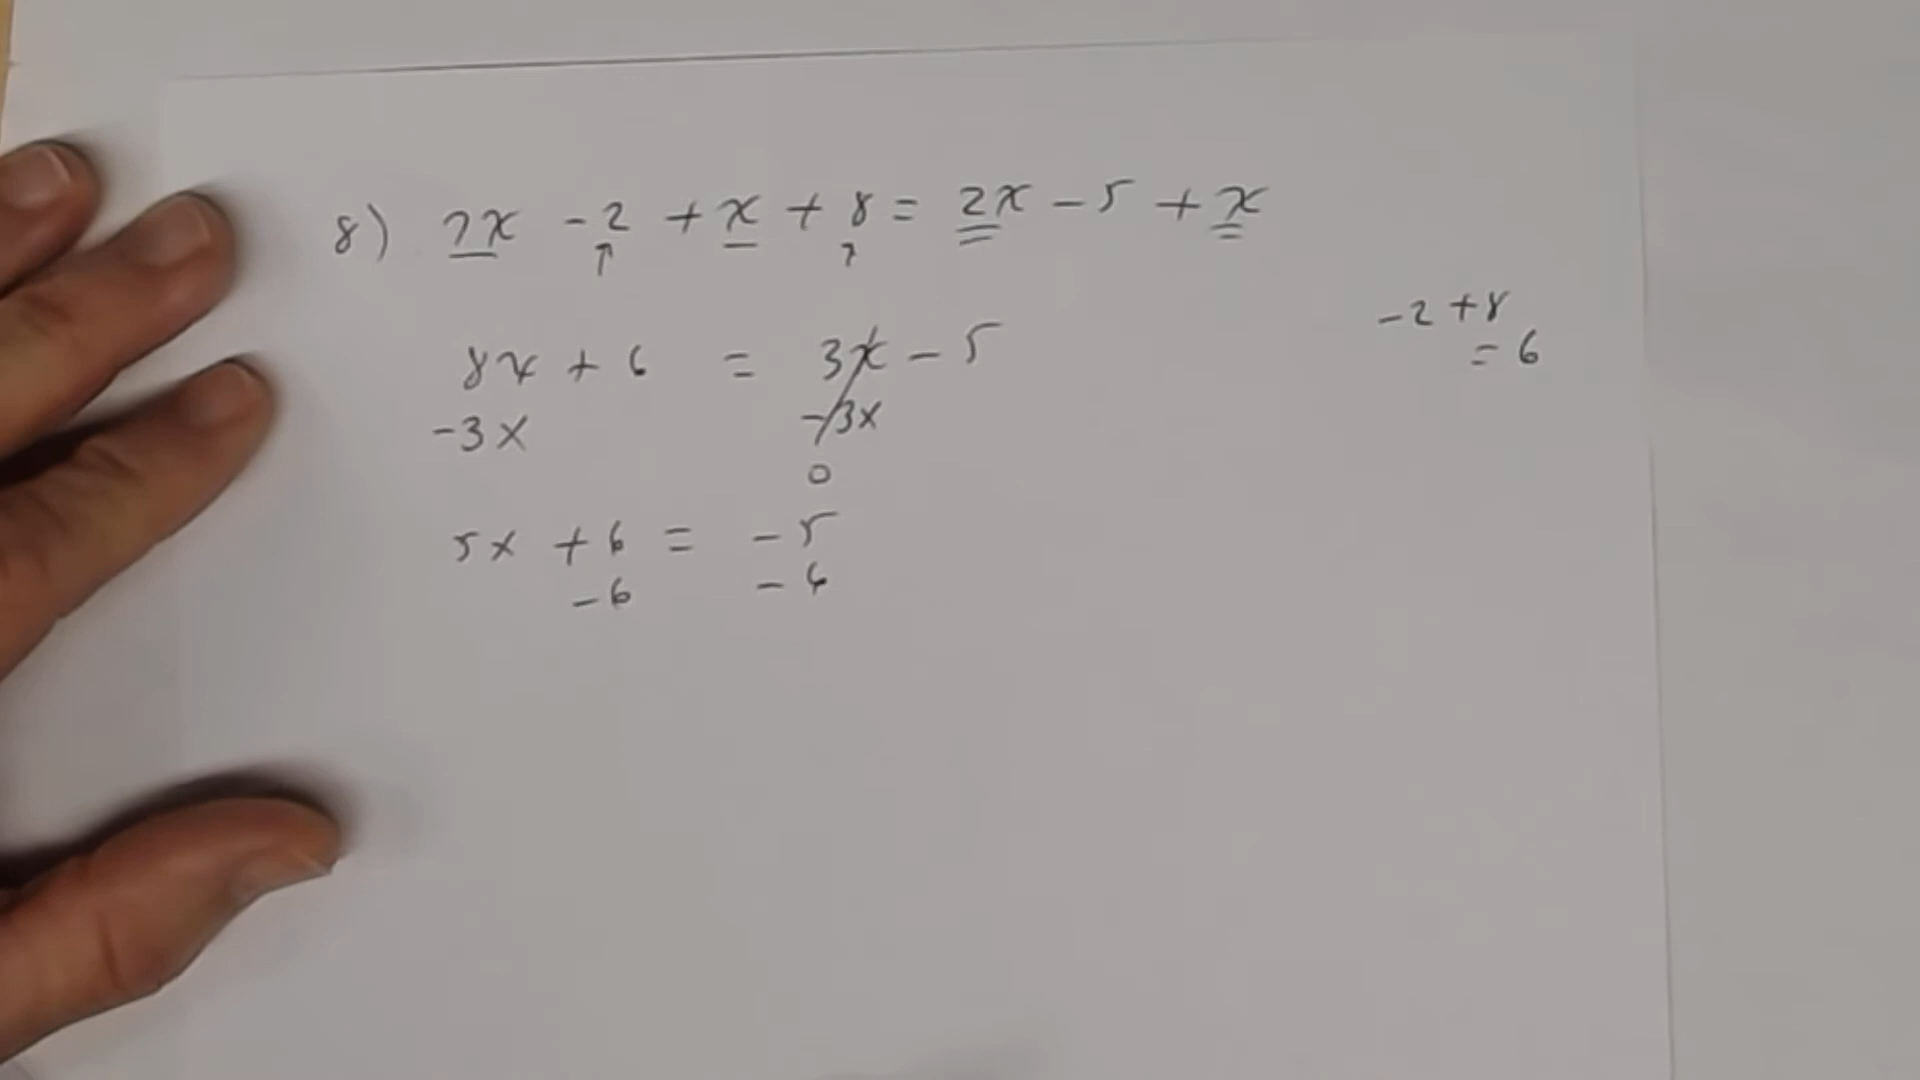 8) 7x - 2 + x + 8 = 2x - 5 + x
-2 + 8
= 6
8x + 6 = 3x - 5
-3x -3x
0
5x + 6 = -5
-6 -6